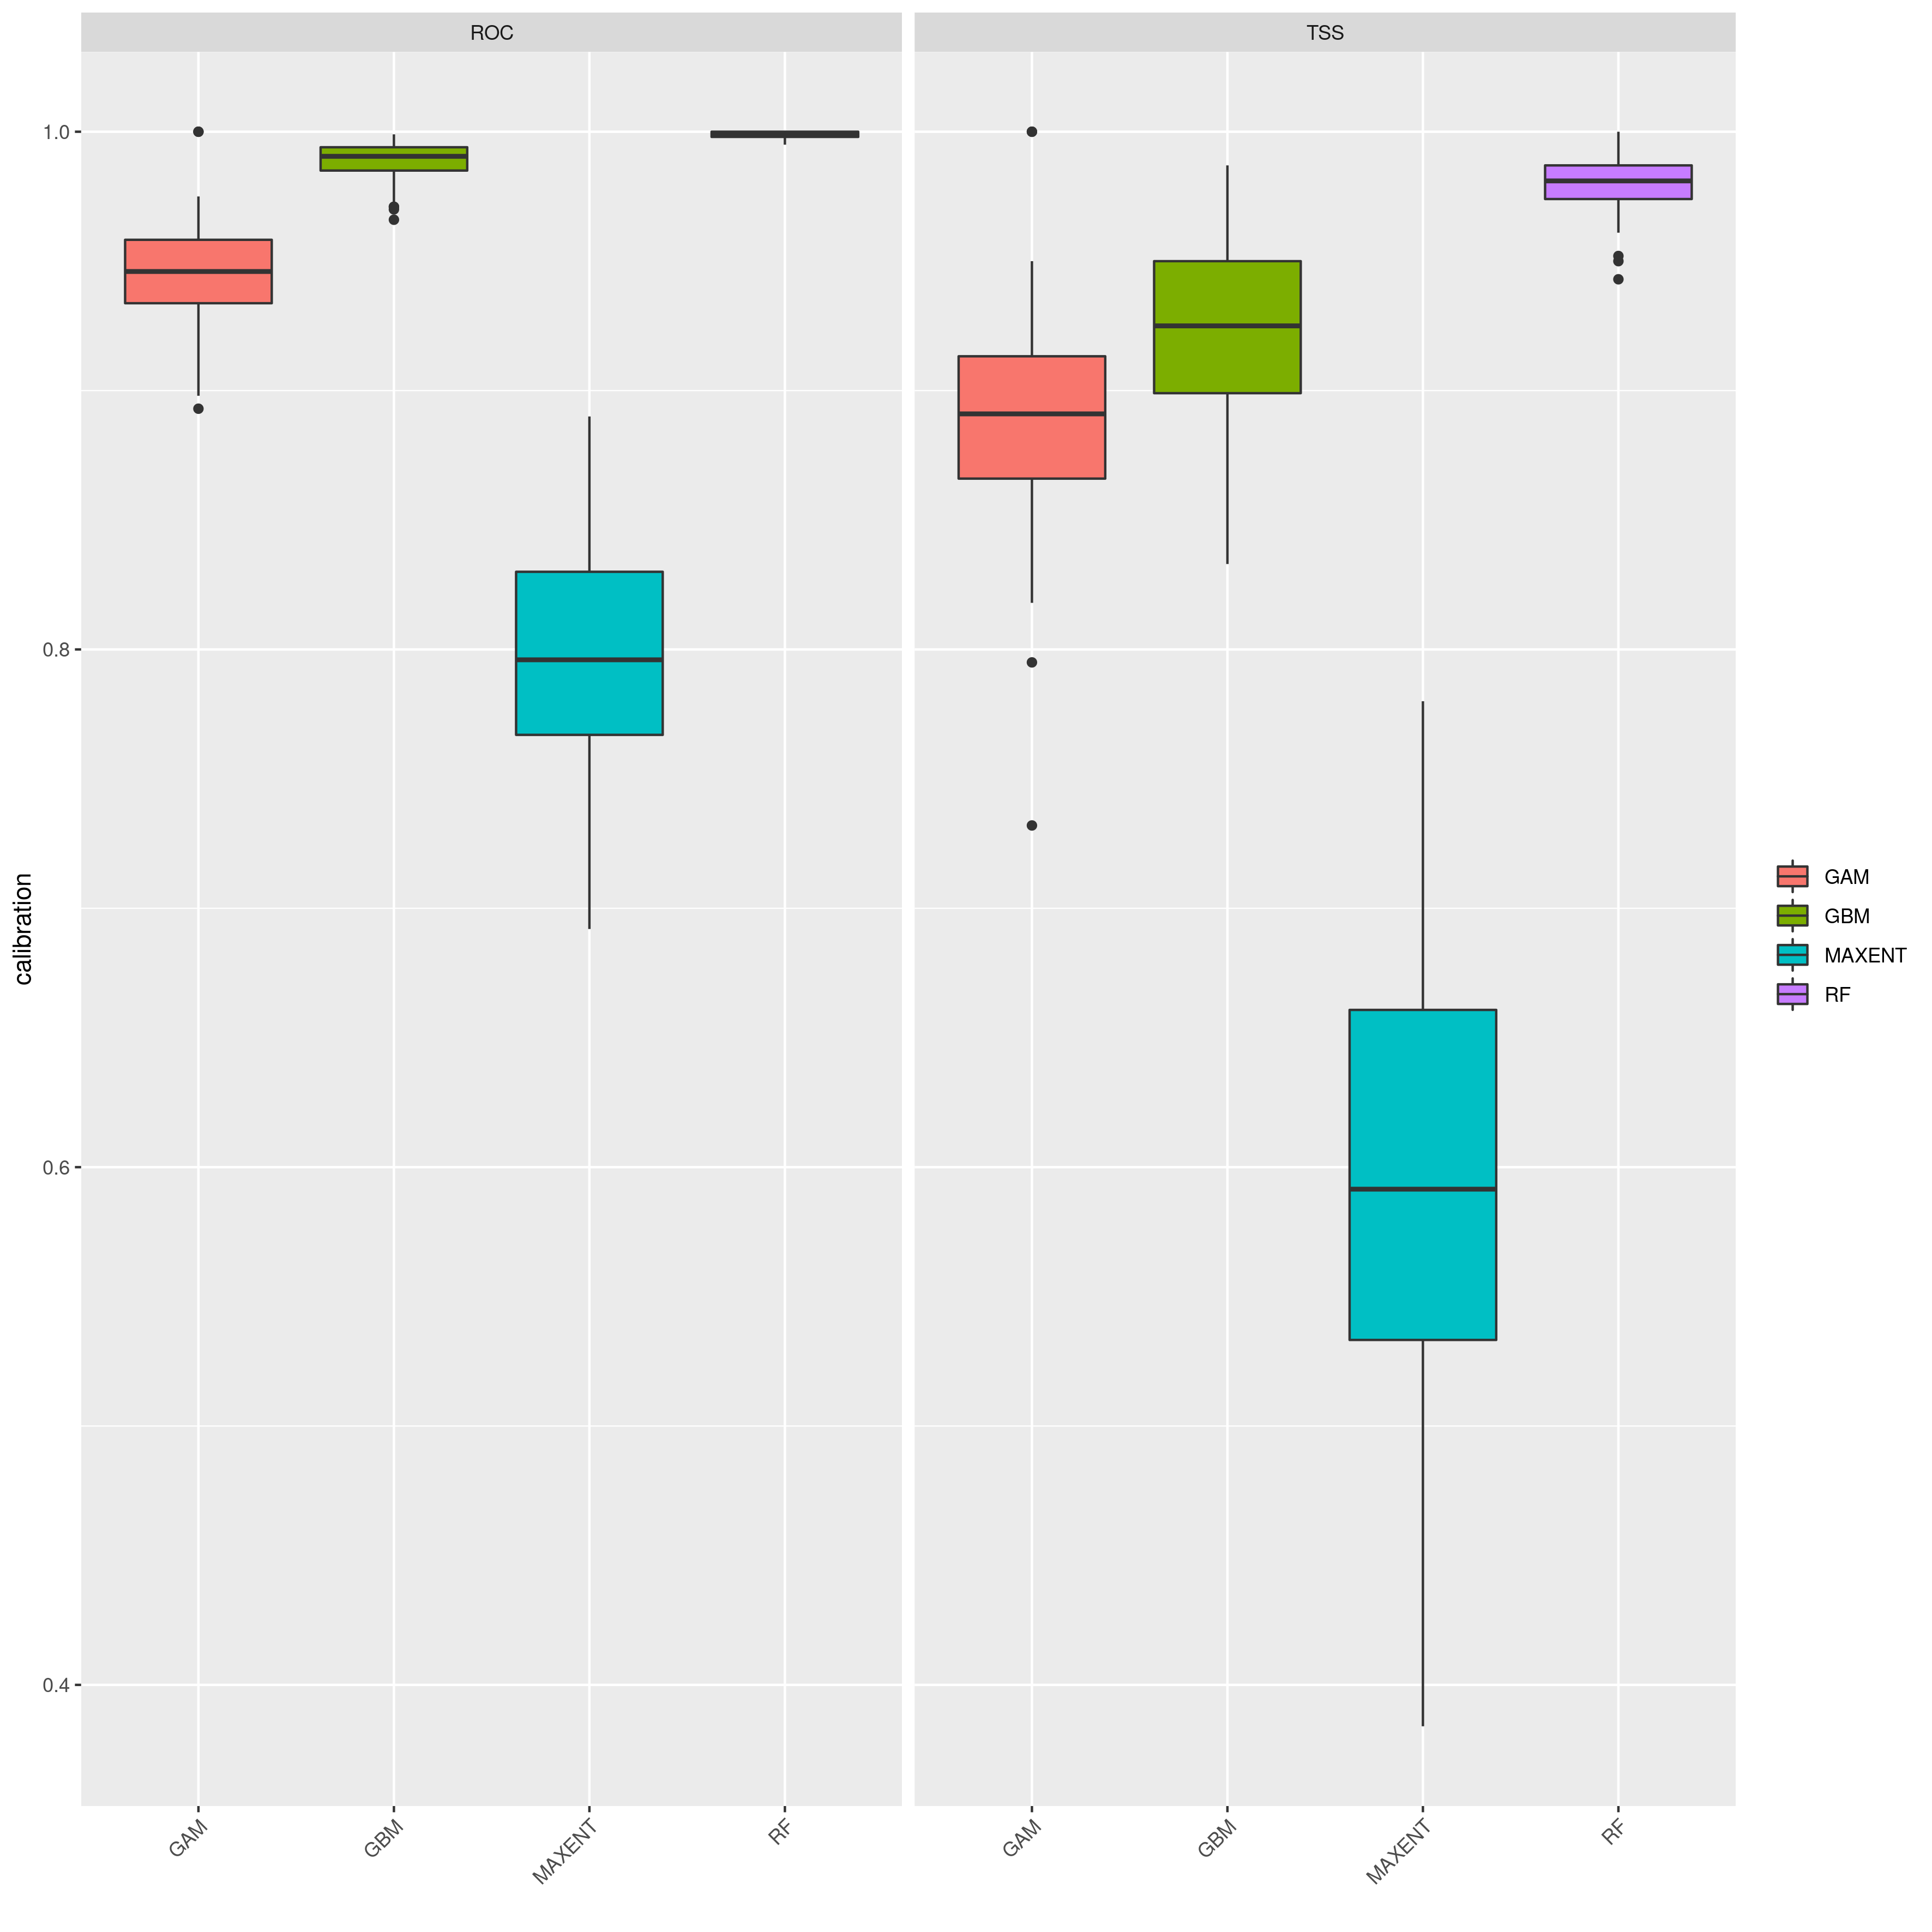 ROC
TSS
calibration
1.0
0.8
0.6
0.4
GAM
GBM
MAXENT
RF
GAM
GBM
MAXENT
RF
GAM
GBM
MAXENT
RF